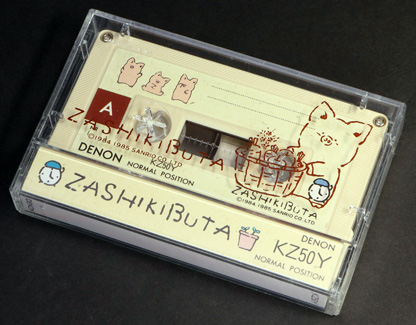 A
ZASHIKIBUTA
©1984 1985 SANRIO CO. LTD
KZ50Y
DENON NORMAL POSITION
ZASHIKIBUTA
©1984 1985 SANRIO CO. LTD
ZASHIKIBUTA
DENON
KZ50Y
NORMAL POSITION